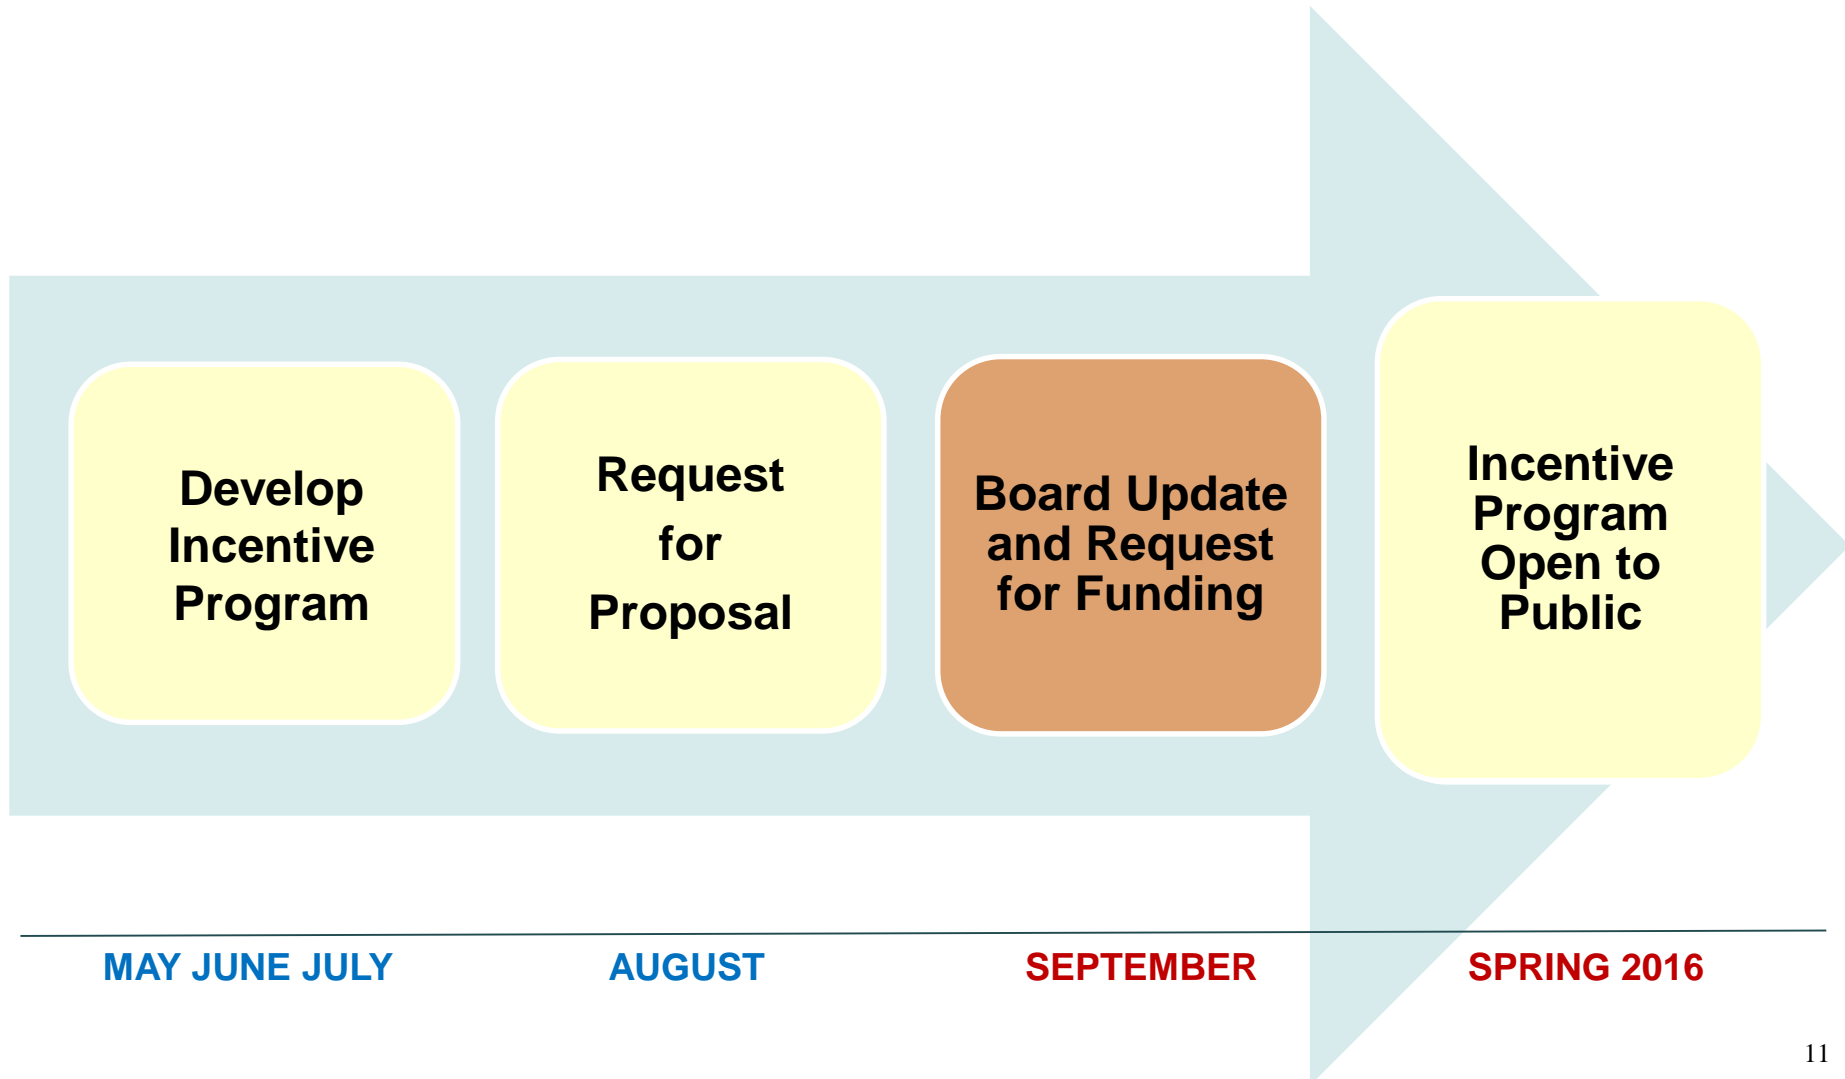 Develop
Incentive
Program
Request
for
Proposal
Board Update
and Request
for Funding
Incentive
Program
Open to
Public
MAY JUNE JULY
AUGUST
SEPTEMBER
SPRING 2016
11